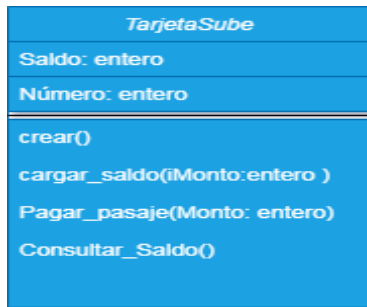 TarjetaSube
Saldo: entero
Número: entero
crear()
cargar_saldo(iMonto:entero )
Pagar_pasaje(Monto: entero)
Consultar_Saldo()